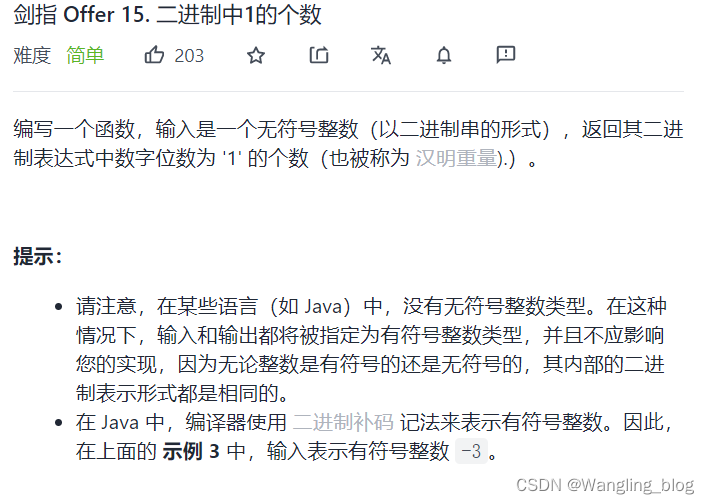 剑指 Offer 15. 二进制中1的个数
难度 简单 203
编写一个函数，输入是一个无符号整数（以二进制串的形式），返回其二进
制表达式中数字位数为 '1' 的个数（也被称为 汉明重量).）。
提示：
请注意，在某些语言（如 Java）中，没有无符号整数类型。在这种
情况下，输入和输出都将被指定为有符号整数类型，并且不应影响
您的实现，因为无论整数是有符号的还是无符号的，其内部的二进
制表示形式都是相同的。
在 Java 中，编译器使用 二进制补码 记法来表示有符号整数。因此，
在上面的 示例 3 中，输入表示有符号整数 -3。
CSDN @Wangling_blog